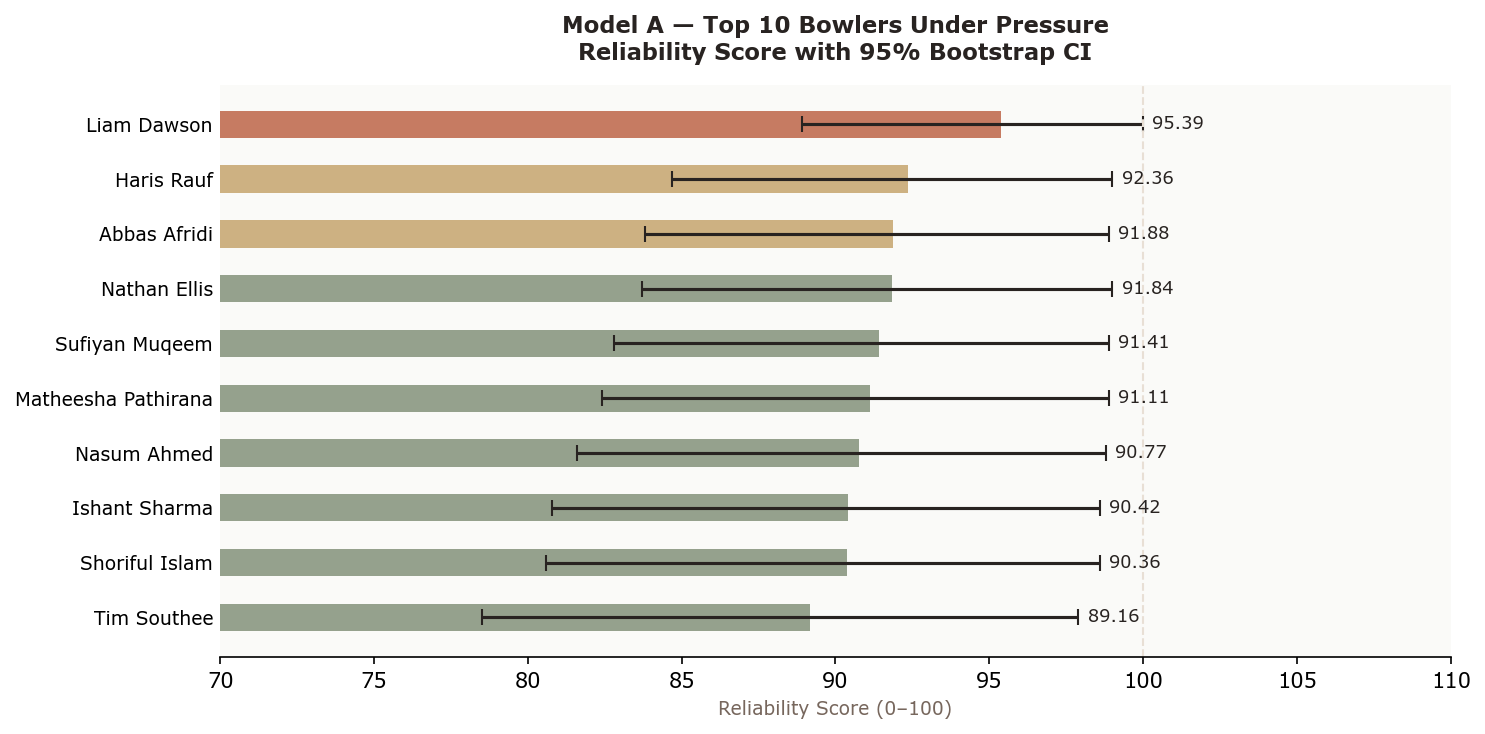 Model A — Top 10 Bowlers Under Pressure
Reliability Score with 95% Bootstrap CI
Liam Dawson 95.39
Haris Rauf 92.36
Abbas Afridi 91.88
Nathan Ellis 91.84
Sufiyan Muqeem 91.41
Matheesha Pathirana 91.11
Nasum Ahmed 90.77
Ishant Sharma 90.42
Shoriful Islam 90.36
Tim Southee 89.16
70 75 80 85 90 95 100 105 110
Reliability Score (0–100)